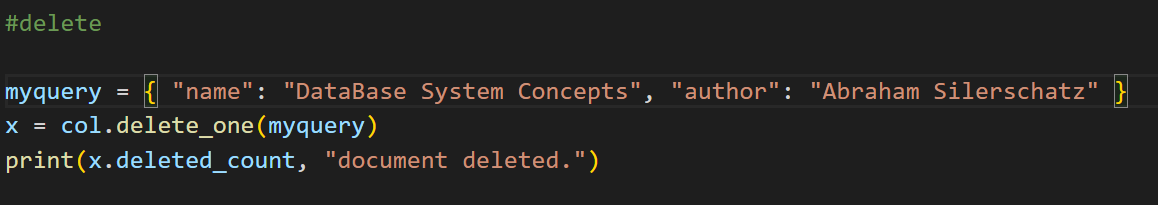 #delete
myquery = { "name": "DataBase System Concepts", "author": "Abraham Silerschatz" }
x = col.delete_one(myquery)
print(x.deleted_count, "document deleted.")